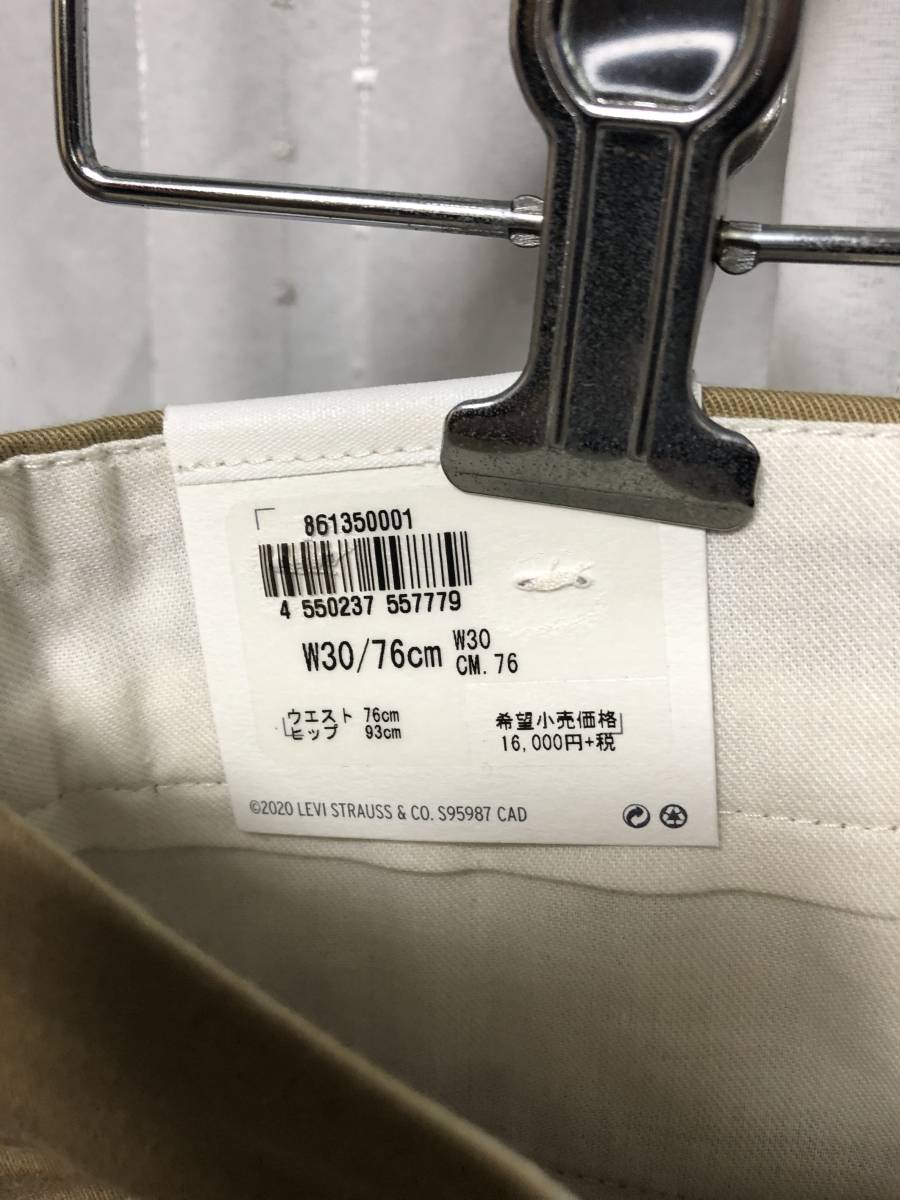 861350001
4 550237 557779
W30/76cm
W30
CM. 76
ウエスト 76cm
ヒップ 93cm
希望小売価格
16,000円+税
©2020 LEVI STRAUSS & CO. S95987 CAD